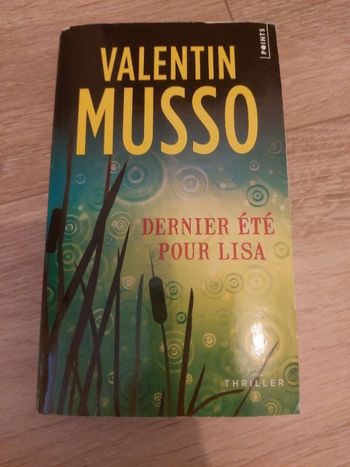 POINTS
VALENTIN
MUSSO
DERNIER ÉTÉ
POUR LISA
THRILLER